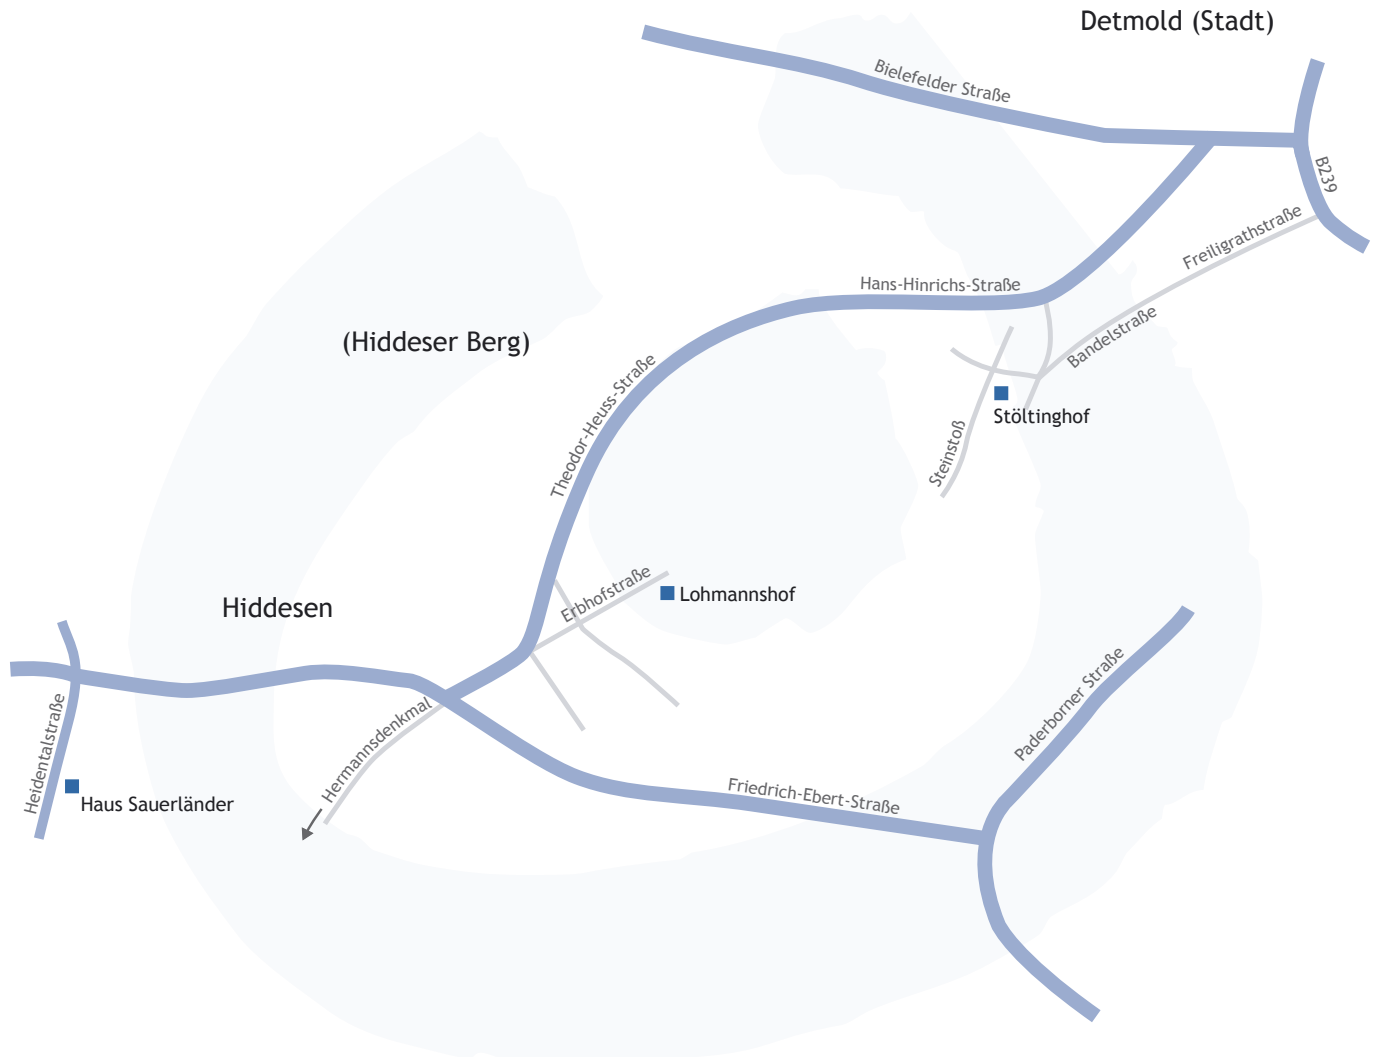 Detmold (Stadt)
Bielefelder Straße
B239
Freiligrathstraße
Hans-Hinrichs-Straße
Bandelstraße
(Hiddeser Berg)
Theodor-Heuss-Straße
Stöltinghof
Steinstoß
Erbhofstraße
Lohmannshof
Hiddesen
Paderborner Straße
Heidentalstraße
Hermannsdenkmal
Haus Sauerländer
Friedrich-Ebert-Straße